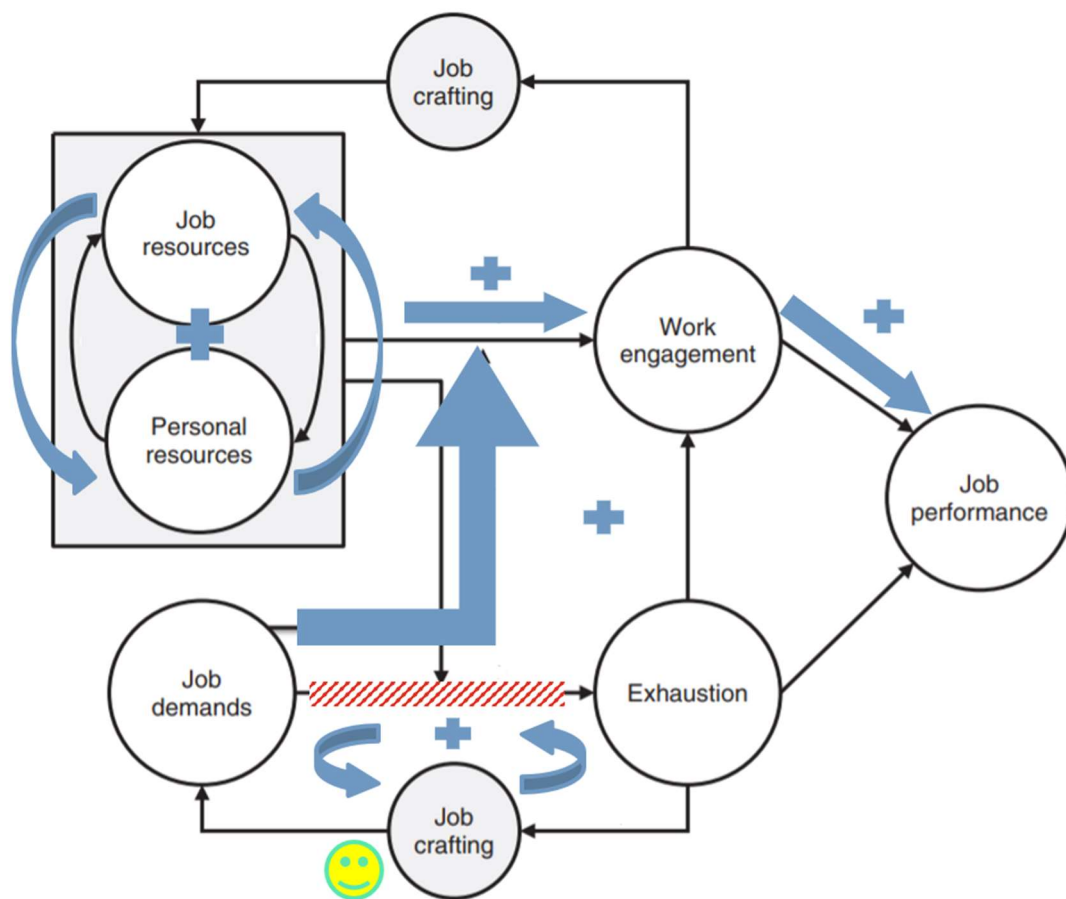 Job
crafting
Job
resources
Personal
resources
Work
engagement
Job
performance
Job
demands
Exhaustion
Job
crafting